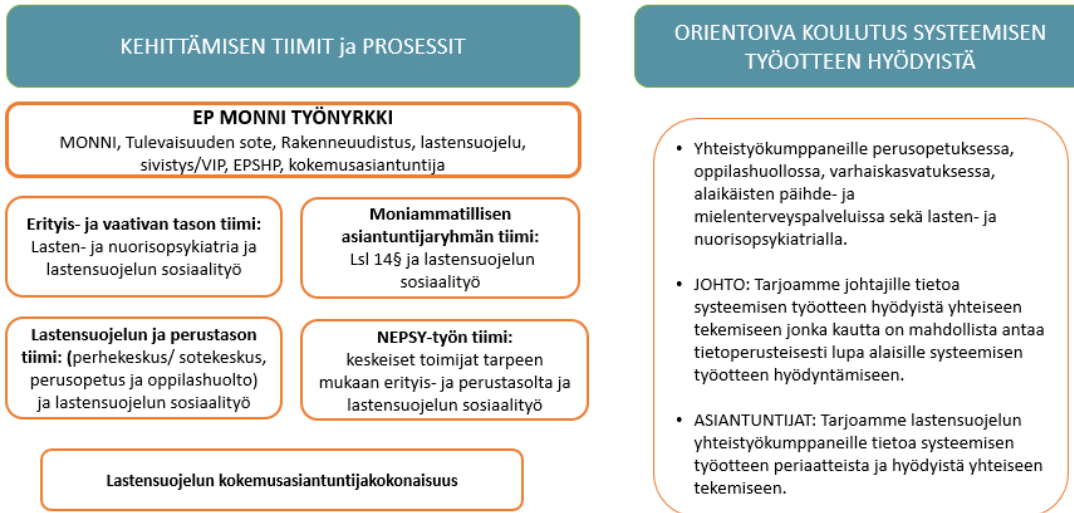 KEHITTÄMISEN TIIMIT ja PROSESSIT
EP MONNI TYÖNYRKKI
MONNI, Tulevaisuuden sote, Rakenneuudistus, lastensuojelu,
sivistys/VIP, EPSHP, kokemusasiantuntija
Erityis- ja vaativan tason tiimi:
Lasten- ja nuorisopsykiatria ja
lastensuojelun sosiaalityö
Moniammatillisen
asiantuntijaryhmän tiimi:
Lsl 14§ ja lastensuojelun
sosiaalityö
Lastensuojelun ja perustason
tiimi: (perhekeskus/ sotekeskus,
perusopetus ja oppilashuolto)
ja lastensuojelun sosiaalityö
NEPSY-työn tiimi:
keskeiset toimijat tarpeen
mukaan erityis- ja perustasolta ja
lastensuojelun sosiaalityö
Lastensuojelun kokemusasiantuntijakokonaisuus
ORIENTOIVA KOULUTUS SYSTEEMISEN
TYÖOTTEEN HYÖDYISTÄ
• Yhteistyökumppaneille perusopetuksessa,
oppilashuollossa, varhaiskasvatuksessa,
alaikäisten päihde- ja
mielenterveyspalveluissa sekä lasten- ja
nuorisopsykiatrialla.
• JOHTO: Tarjoamme johtajille tietoa
systeemisen työotteen hyödyistä yhteiseen
tekemiseen jonka kautta on mahdollista antaa
tietoperusteisesti lupa alaisille systeemisen
työotteen hyödyntämiseen.
• ASIANTUNTIJAT: Tarjoamme lastensuojelun
yhteistyökumppaneille tietoa systeemisen
työotteen periaatteista ja hyödyistä yhteiseen
tekemiseen.